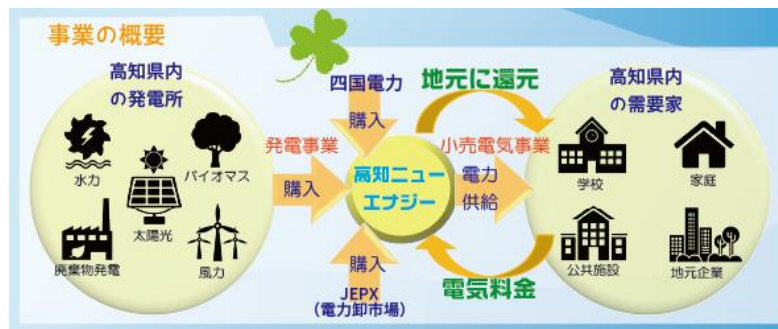 事業の概要
高知県内
の発電所
水力
バイオマス
太陽光
廃棄物発電
風力
発電事業
購入
四国電力
購入
高知ニュー
エナジー
購入
JEPX
(電力卸市場)
地元に還元
小売電気事業
電力
供給
電気料金
高知県内
の需要家
学校
家庭
公共施設
地元企業